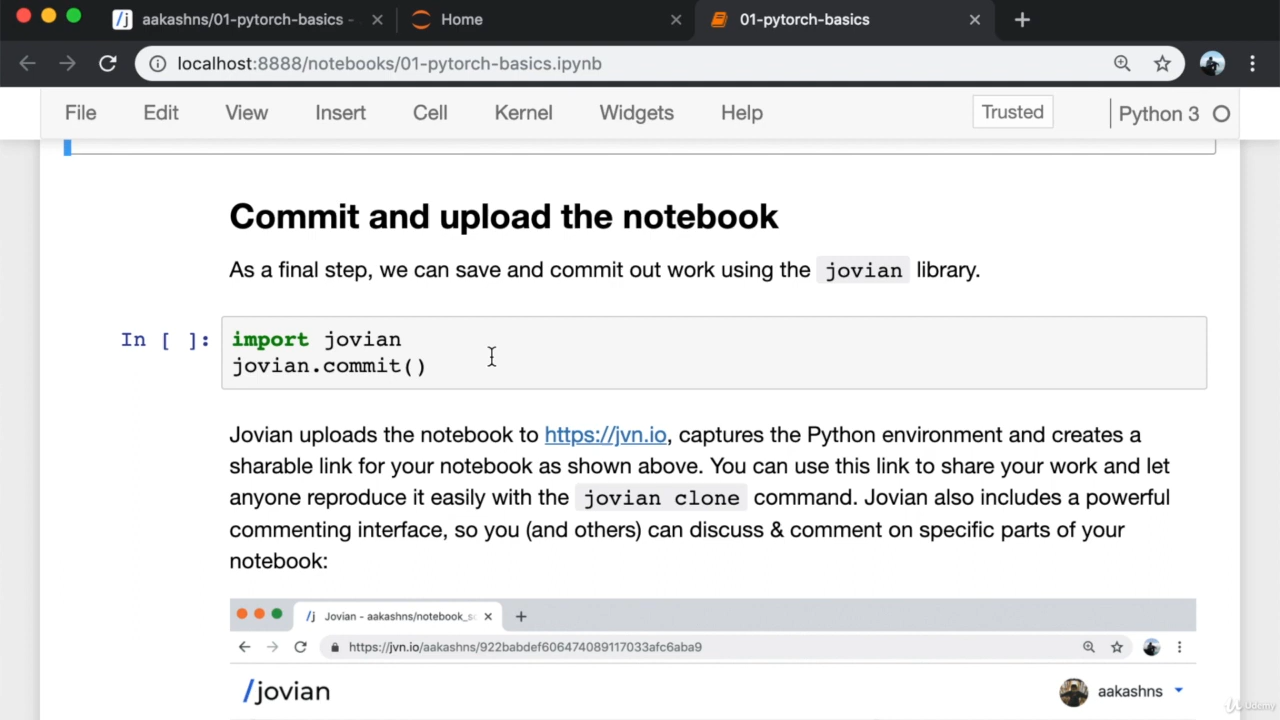 aakashns/01-pytorch-basics -
Home
01-pytorch-basics
localhost:8888/notebooks/01-pytorch-basics.ipynb
File Edit View Insert Cell Kernel Widgets Help Trusted Python 3
Commit and upload the notebook
As a final step, we can save and commit out work using the jovian library.
In [ ]: import jovian
jovian.commit()
Jovian uploads the notebook to https://jvn.io, captures the Python environment and creates a
sharable link for your notebook as shown above. You can use this link to share your work and let
anyone reproduce it easily with the jovian clone command. Jovian also includes a powerful
commenting interface, so you (and others) can discuss & comment on specific parts of your
notebook:
/j Jovian - aakashns/notebook_sc
https://jvn.io/aakashns/922babdef606474089117033afc6aba9
/jovian aakashns
Udemy